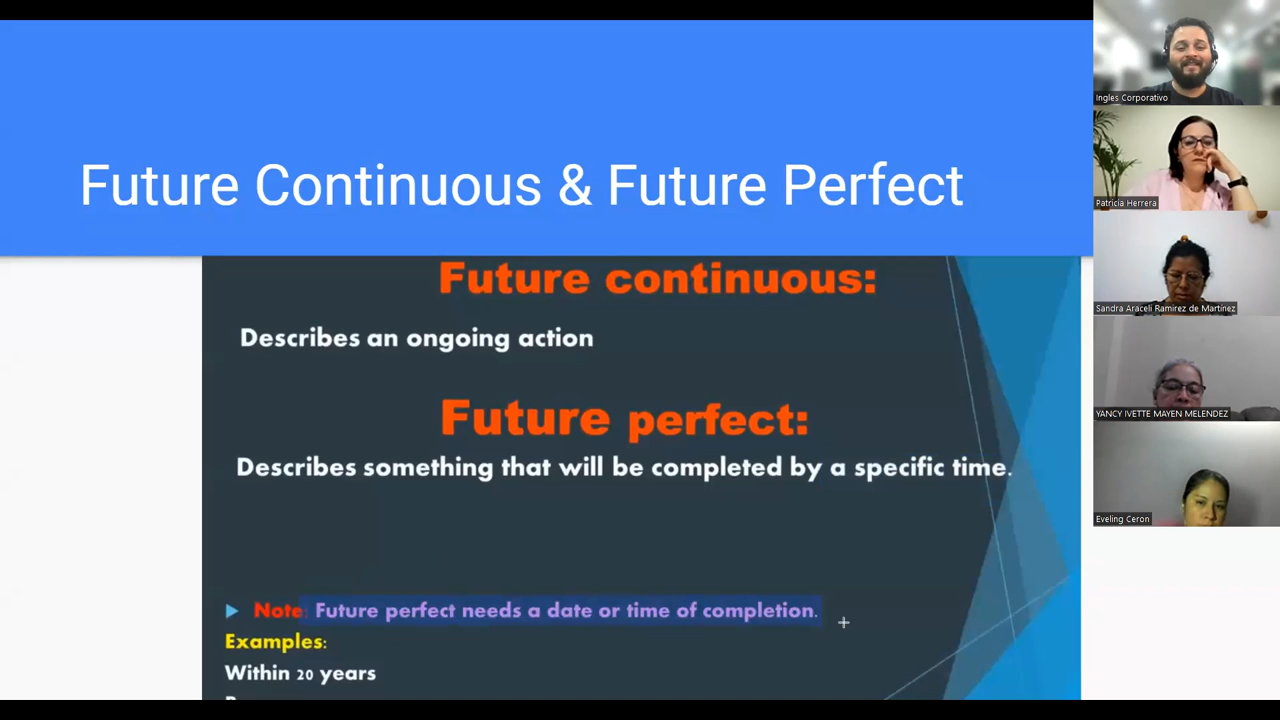 Future Continuous & Future Perfect
Future continuous:
Describes an ongoing action
Future perfect:
Describes something that will be completed by a specific time.
Note: Future perfect needs a date or time of completion.
Examples:
Within 20 years
Ingles Corporativo
Patricia Herrera
Sandra Araceli Ramirez de Martínez
YANCY IVETTE MAYEN MELENDEZ
Eveling Ceron